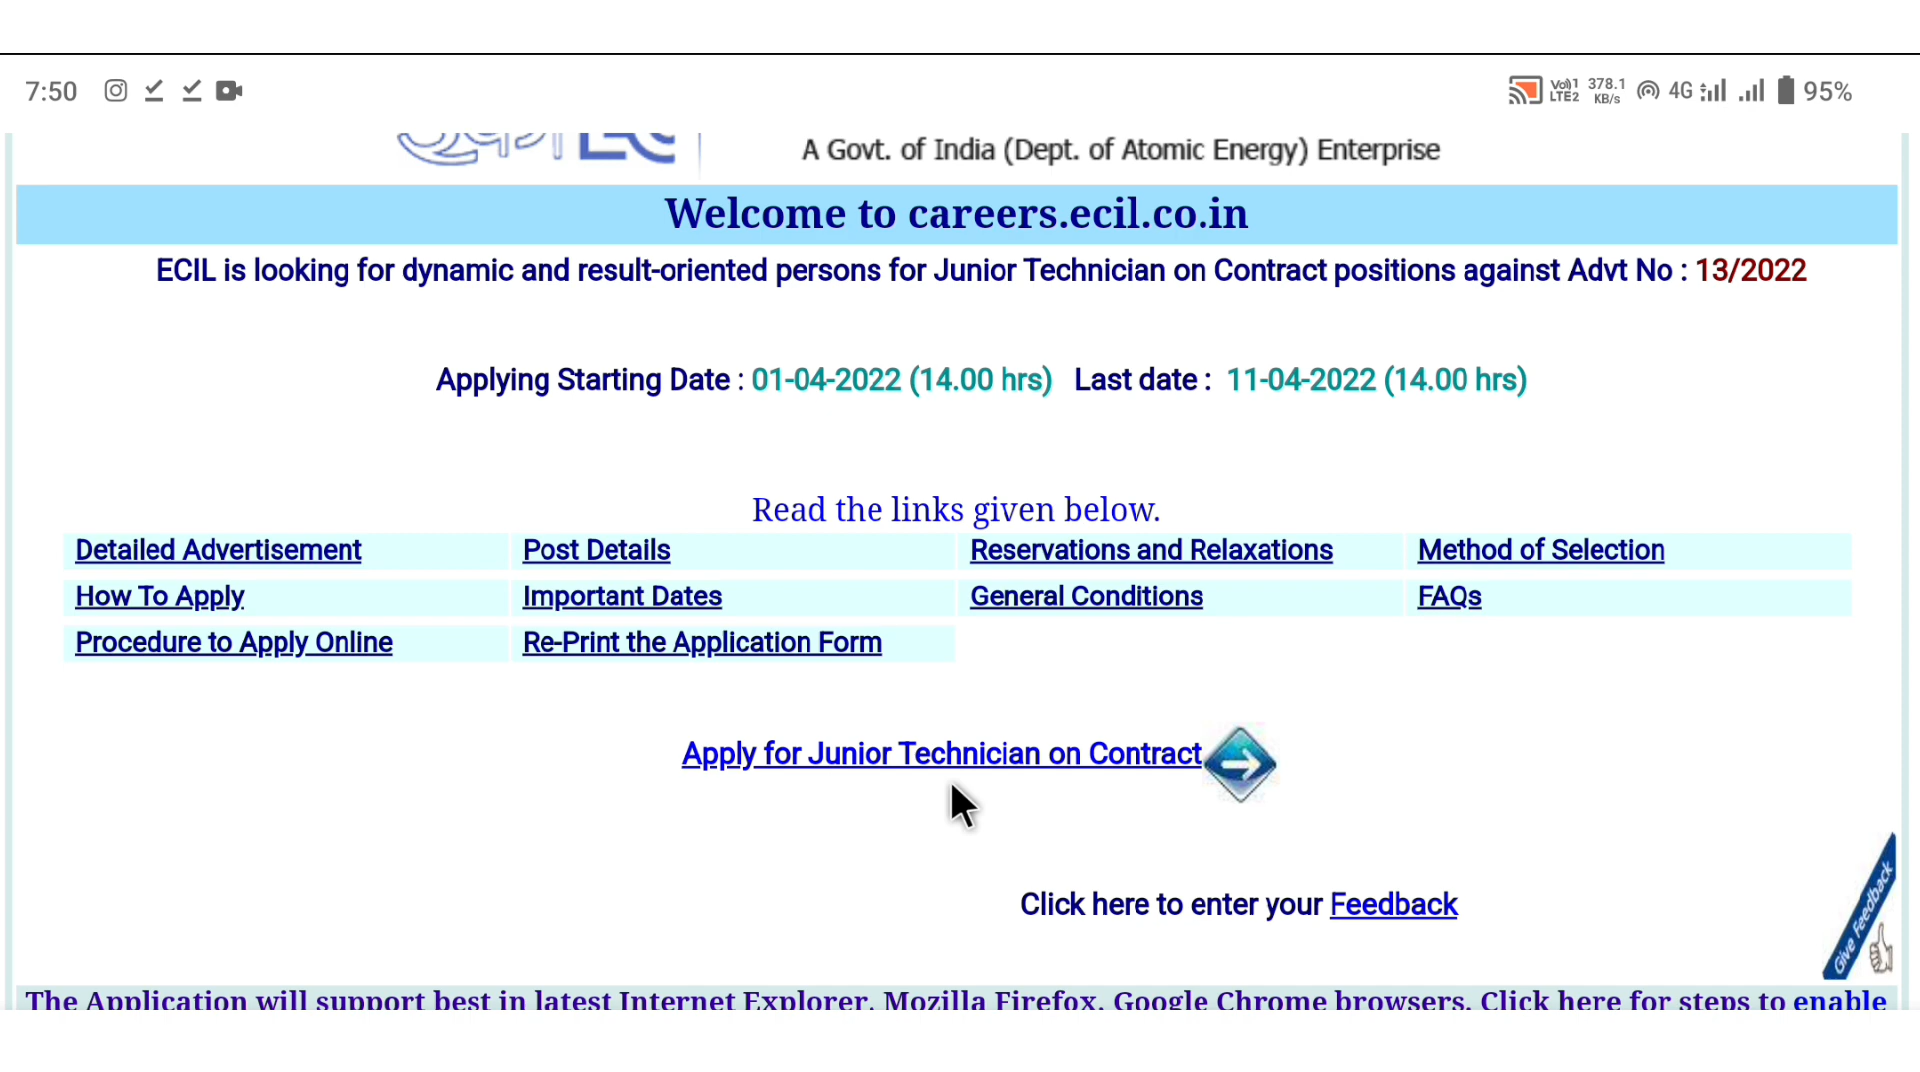 7:50 Vo)) 1 LTE2 378.1 KB/s 4G 95%
A Govt. of India (Dept. of Atomic Energy) Enterprise
Welcome to careers.ecil.co.in
ECIL is looking for dynamic and result-oriented persons for Junior Technician on Contract positions against Advt No : 13/2022
Applying Starting Date : 01-04-2022 (14.00 hrs) Last date : 11-04-2022 (14.00 hrs)
Read the links given below.
Detailed Advertisement Post Details Reservations and Relaxations Method of Selection
How To Apply Important Dates General Conditions FAQs
Procedure to Apply Online Re-Print the Application Form
Apply for Junior Technician on Contract
Click here to enter your Feedback
Give Feedback
The Application will support best in latest Internet Explorer, Mozilla Firefox, Google Chrome browsers. Click here for steps to enable